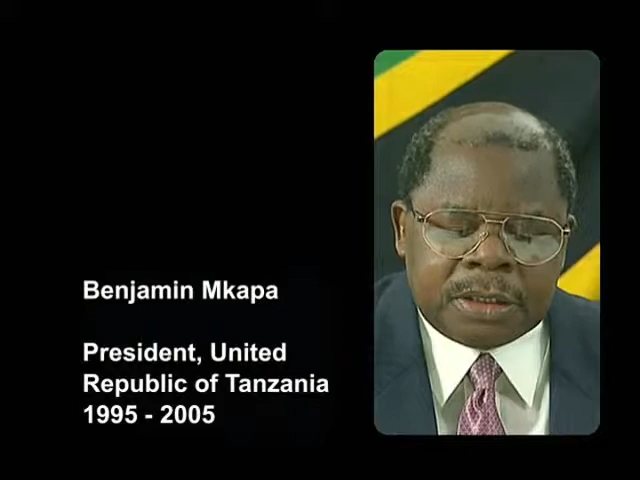 Benjamin Mkapa
President, United
Republic of Tanzania
1995 - 2005